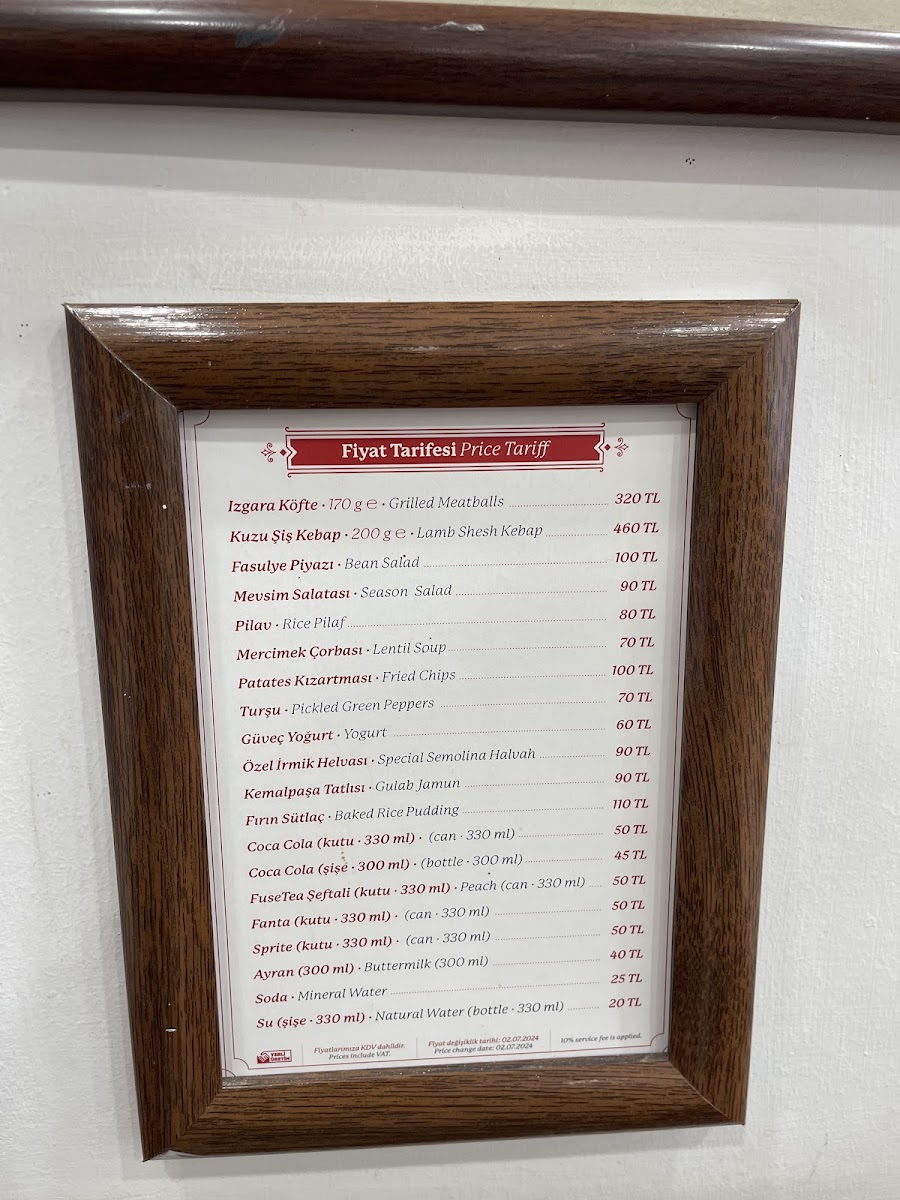 Fiyat Tarifesi Price Tariff
Izgara Köfte · 170 g ℮ · Grilled Meatballs 320 TL
Kuzu Şiş Kebap · 200 g ℮ · Lamb Shesh Kebap 460 TL
Fasulye Piyazı · Bean Salad 100 TL
Mevsim Salatası · Season Salad 90 TL
Pilav · Rice Pilaf 80 TL
Mercimek Çorbası · Lentil Soup 70 TL
Patates Kızartması · Fried Chips 100 TL
Turşu · Pickled Green Peppers 70 TL
Güveç Yoğurt · Yogurt 60 TL
Özel İrmik Helvası · Special Semolina Halvah 90 TL
Kemalpaşa Tatlısı · Gulab Jamun 90 TL
Fırın Sütlaç · Baked Rice Pudding 110 TL
Coca Cola (kutu · 330 ml) · (can · 330 ml) 50 TL
Coca Cola (şişe · 300 ml) · (bottle · 300 ml) 45 TL
FuseTea Şeftali (kutu · 330 ml) · Peach (can · 330 ml) 50 TL
Fanta (kutu · 330 ml) · (can · 330 ml) 50 TL
Sprite (kutu · 330 ml) · (can · 330 ml) 50 TL
Ayran (300 ml) · Buttermilk (300 ml) 40 TL
Soda · Mineral Water 25 TL
Su (şişe · 330 ml) · Natural Water (bottle · 330 ml) 20 TL
YERLİ
ÜRETİM
Fiyatlarımıza KDV dahildir.
Prices include VAT.
Fiyat değişiklik tarihi: 02.07.2024
Price change date: 02.07.2024
10% service fee is applied.